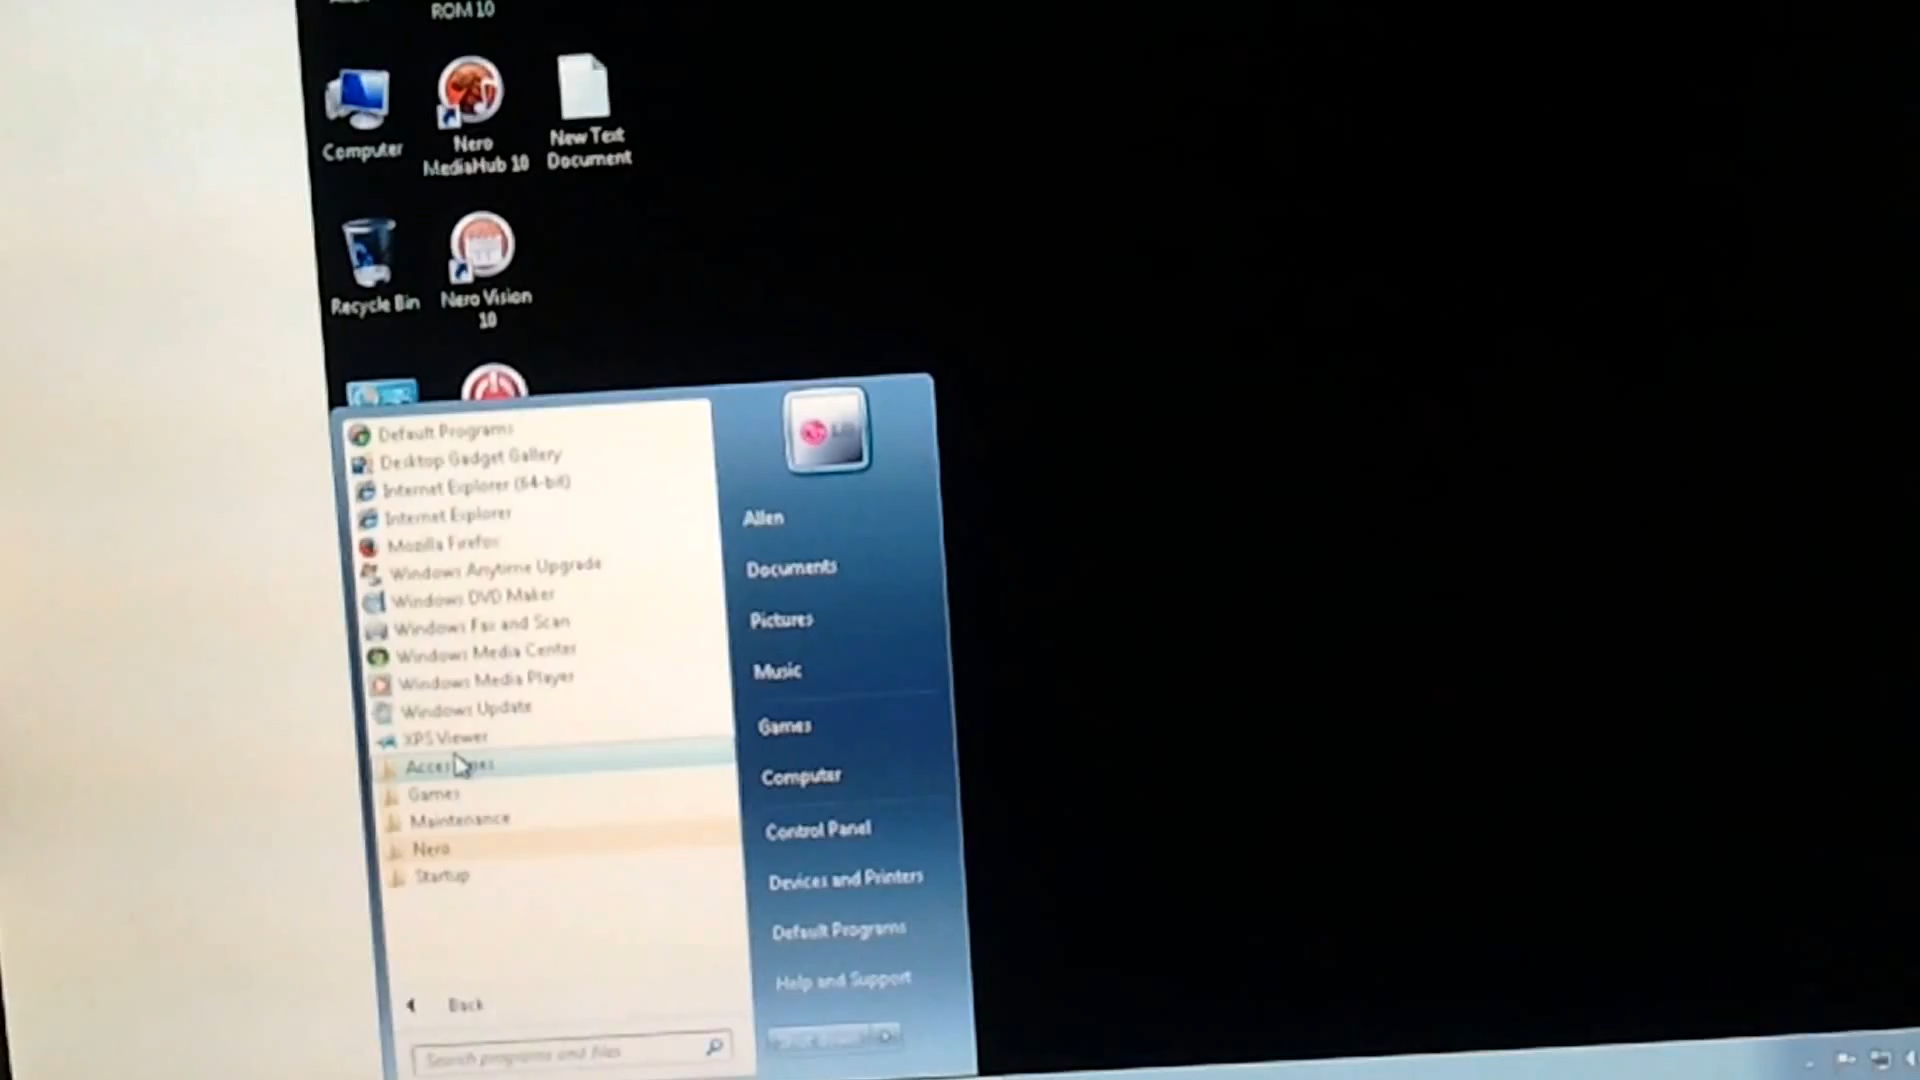 ROM 10
Computer
Nero
MediaHub 10
New Text
Document
Recycle Bin
Nero Vision
10
Default Programs
Desktop Gadget Gallery
Internet Explorer (64-bit)
Internet Explorer
Mozilla Firefox
Windows Anytime Upgrade
Windows DVD Maker
Windows Fax and Scan
Windows Media Center
Windows Media Player
Windows Update
XPS Viewer
Games
Maintenance
Nero
Startup
Back
Search programs and files
LG
Allen
Documents
Pictures
Music
Games
Computer
Control Panel
Devices and Printers
Default Programs
Help and Support